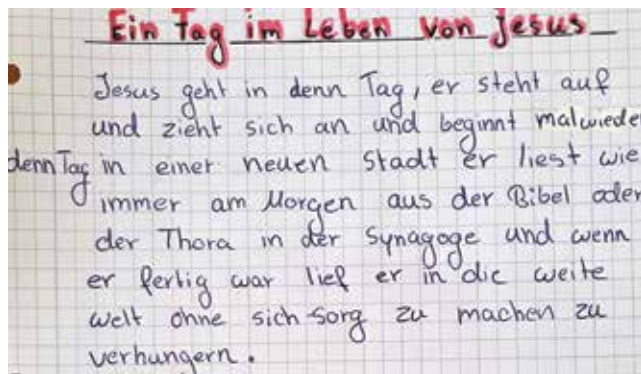 Ein Tag im Leben von Jesus
Jesus geht in denn Tag, er steht auf
und zieht sich an und beginnt malwieder
denn Tag in einer neuen Stadt er liest wie
immer am Morgen aus der Bibel oder
der Thora in der Synagoge und wenn
er fertig war lief er in die weite
welt ohne sich sorg zu machen zu
verhungern.